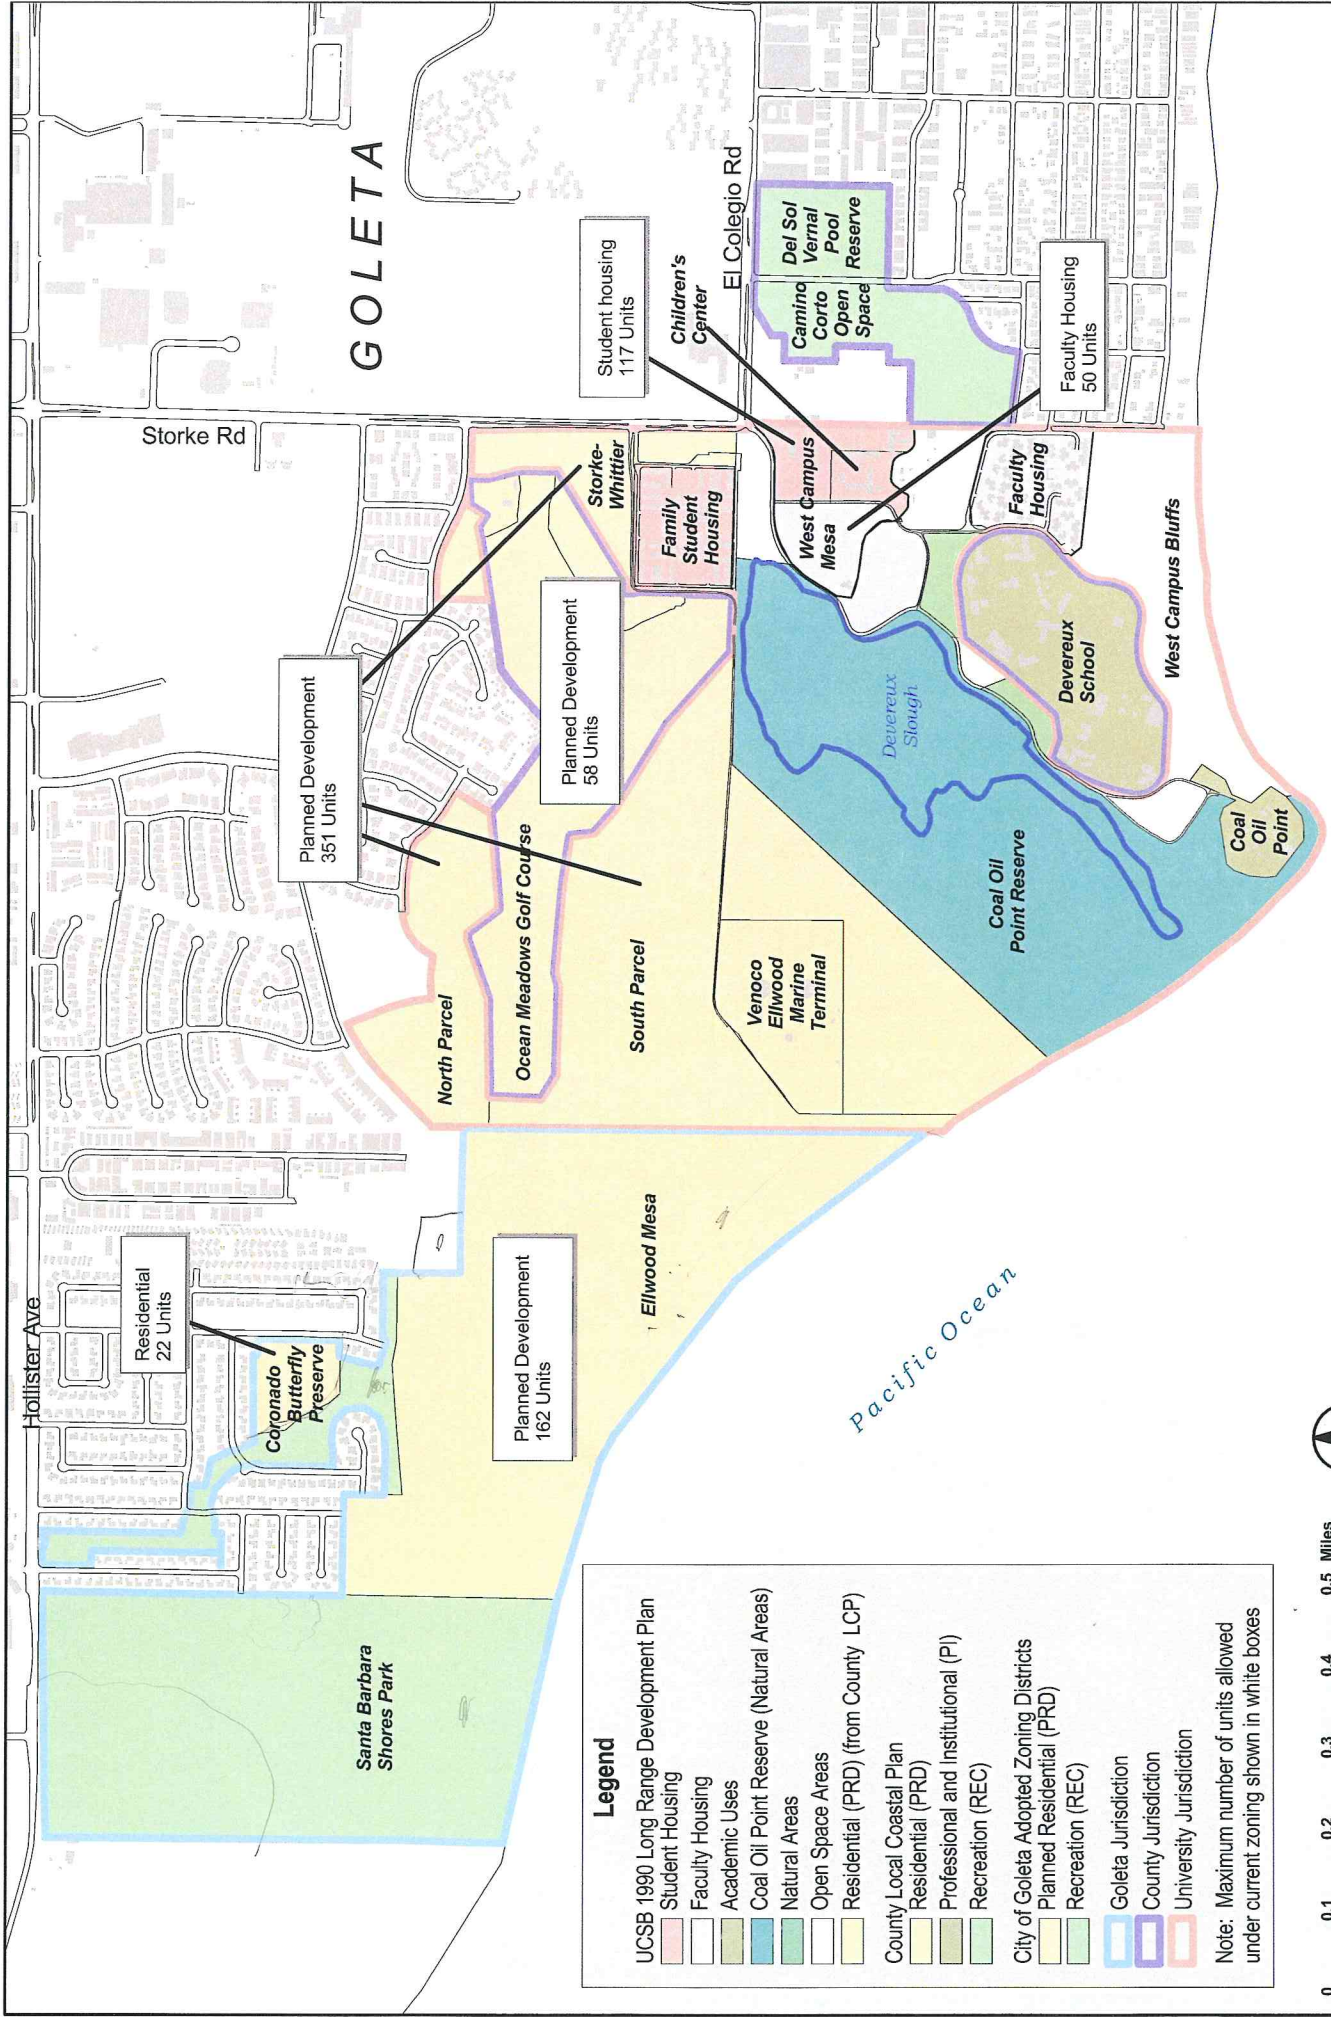 Hollister Ave
Storke Rd
GOLETA
El Colegio Rd
Residential
22 Units
Coronado
Butterfly
Preserve
Santa Barbara
Shores Park
Planned Development
162 Units
Ellwood Mesa
Planned Development
351 Units
North Parcel
Ocean Meadows Golf Course
South Parcel
Planned Development
58 Units
Storke-
Whittier
Family
Student
Housing
Student housing
117 Units
Children's
Center
Camino
Corto
Open
Space
Del Sol
Vernal
Pool
Reserve
West Campus
Mesa
Faculty Housing
50 Units
Faculty
Housing
Venoco
Ellwood
Marine
Terminal
Devereux
Slough
Coal Oil
Point Reserve
Devereux
School
West Campus Bluffs
Coal
Oil
Point
Pacific Ocean
Legend
UCSB 1990 Long Range Development Plan
Student Housing
Faculty Housing
Academic Uses
Coal Oil Point Reserve (Natural Areas)
Natural Areas
Open Space Areas
Residential (PRD) (from County LCP)
County Local Coastal Plan
Residential (PRD)
Professional and Institutional (PI)
Recreation (REC)
City of Goleta Adopted Zoning Districts
Planned Residential (PRD)
Recreation (REC)
Goleta Jurisdiction
County Jurisdiction
University Jurisdiction
Note: Maximum number of units allowed
under current zoning shown in white boxes
0 0.1 0.2 0.3 0.4 0.5 Miles